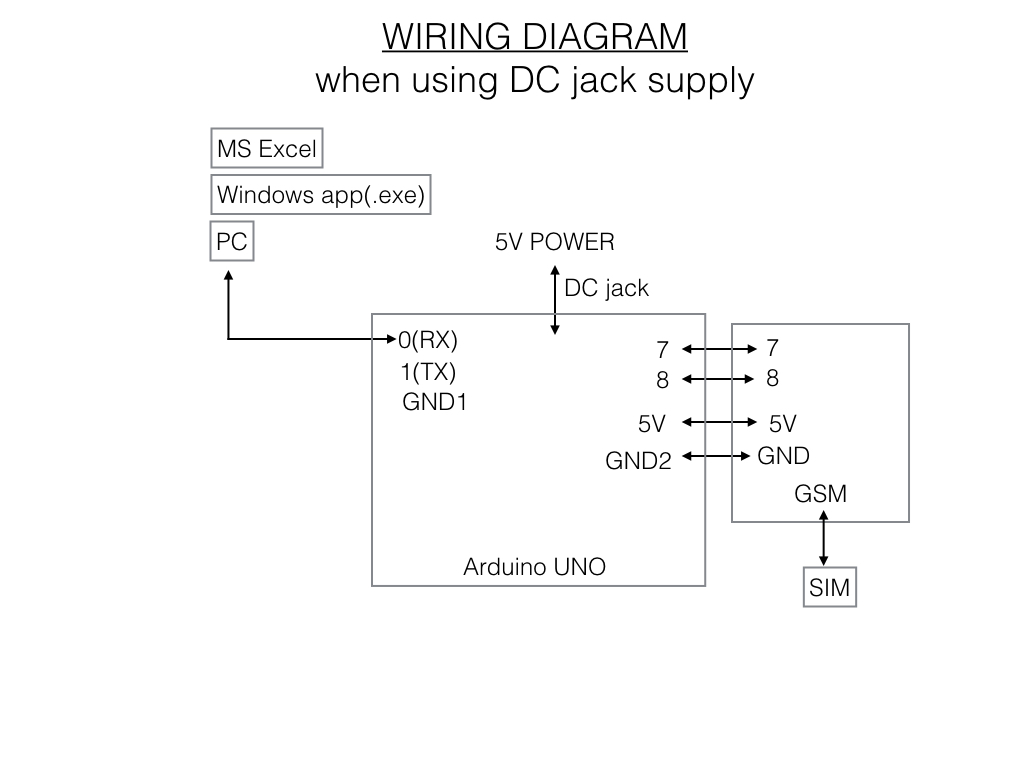 WIRING DIAGRAM
when using DC jack supply
MS Excel
Windows app(.exe)
PC
5V POWER
DC jack
0(RX)
1(TX)
GND1
7
8
5V
GND2
7
8
5V
GND
GSM
Arduino UNO
SIM